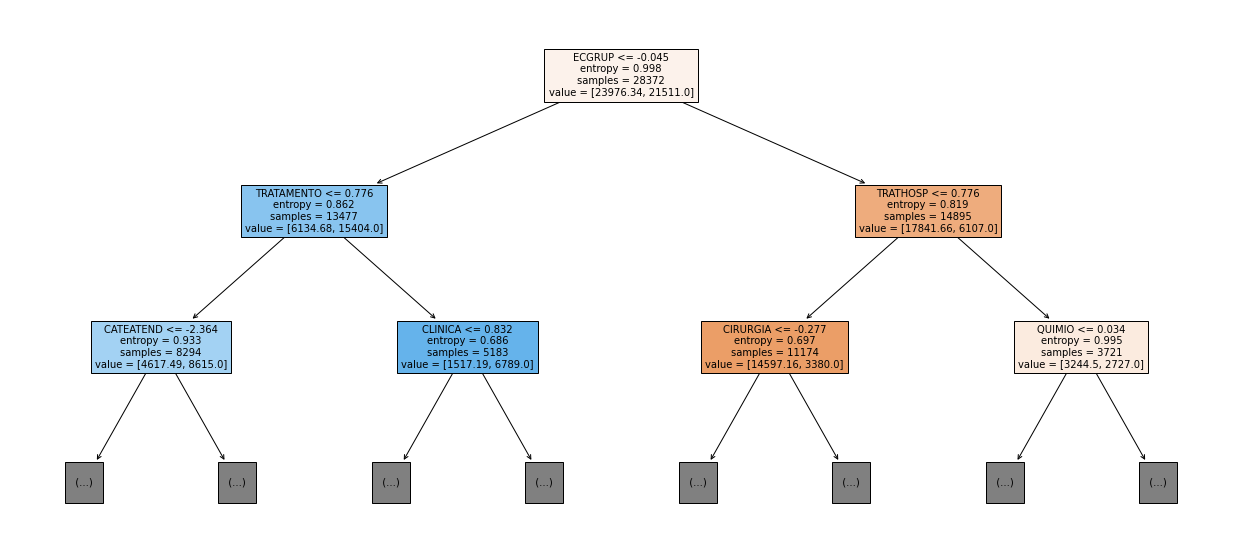 ECGRUP <= -0.045
entropy = 0.998
samples = 28372
value = [23976.34, 21511.0]
TRATAMENTO <= 0.776
entropy = 0.862
samples = 13477
value = [6134.68, 15404.0]
TRATHOSP <= 0.776
entropy = 0.819
samples = 14895
value = [17841.66, 6107.0]
CATEATEND <= -2.364
entropy = 0.933
samples = 8294
value = [4617.49, 8615.0]
CLINICA <= 0.832
entropy = 0.686
samples = 5183
value = [1517.19, 6789.0]
CIRURGIA <= -0.277
entropy = 0.697
samples = 11174
value = [14597.16, 3380.0]
QUIMIO <= 0.034
entropy = 0.995
samples = 3721
value = [3244.5, 2727.0]
(...)
(...)
(...)
(...)
(...)
(...)
(...)
(...)